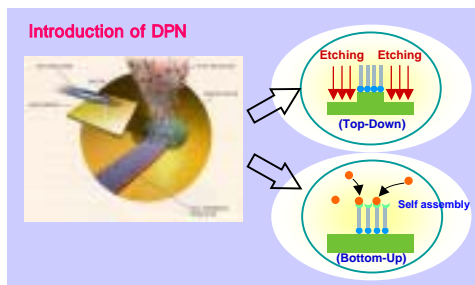 Introduction of DPN
Etching Etching
(Top-Down)
Self assembly
(Bottom-Up)